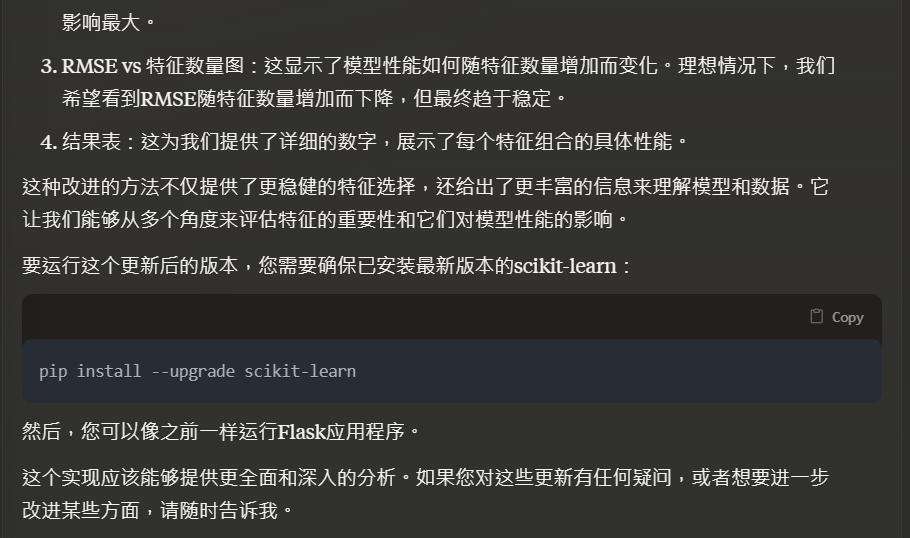 影响最大。
3. RMSE vs 特征数量图：这显示了模型性能如何随特征数量增加而变化。理想情况下，我们
希望看到RMSE随特征数量增加而下降，但最终趋于稳定。
4. 结果表：这为我们提供了详细的数字，展示了每个特征组合的具体性能。
这种改进的方法不仅提供了更稳健的特征选择，还给出了更丰富的信息来理解模型和数据。它
让我们能够从多个角度来评估特征的重要性和它们对模型性能的影响。
要运行这个更新后的版本，您需要确保已安装最新版本的scikit-learn：
Copy
pip install --upgrade scikit-learn
然后，您可以像之前一样运行Flask应用程序。
这个实现应该能够提供更全面和深入的分析。如果您对这些更新有任何疑问，或者想要进一步
改进某些方面，请随时告诉我。